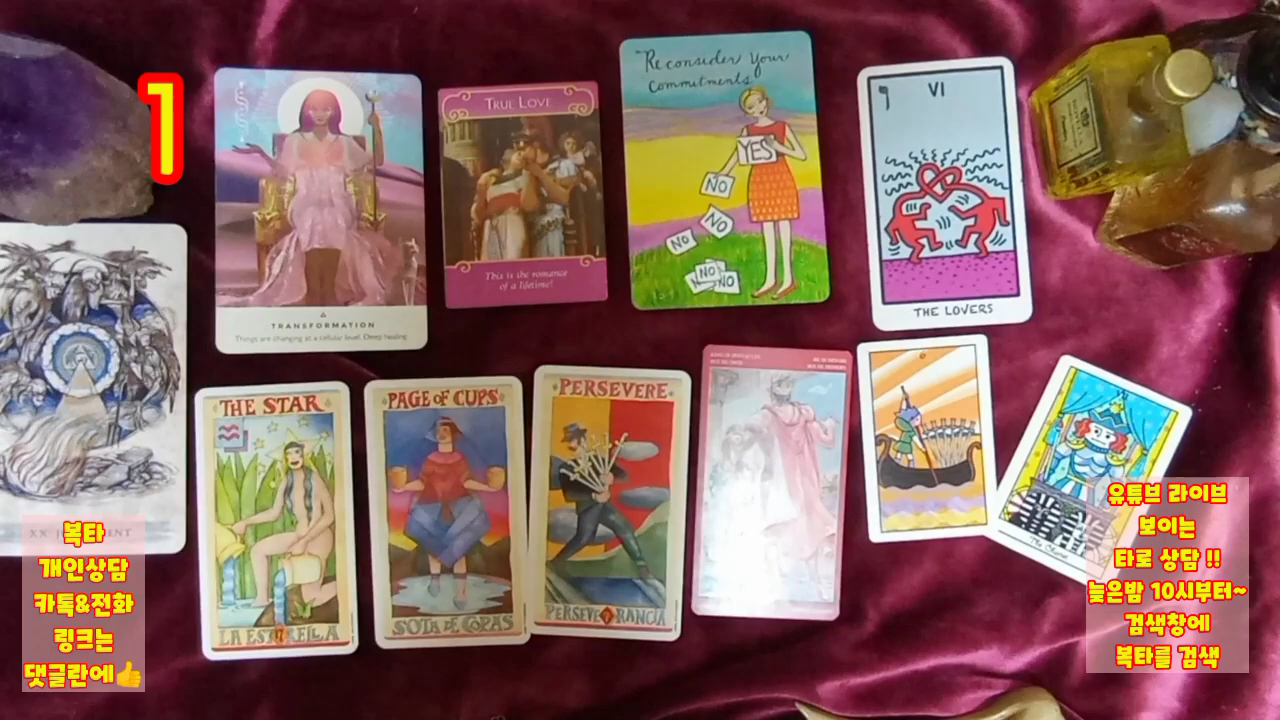 1
TRANSFORMATION
Things are changing at a cellular level. Deep healing
TRUE LOVE
This is the romance
of a lifetime!
Reconsider Your
Commitments
YES
NO
NO
NO
NO
NO
VI
THE LOVERS
THE STAR
LA ESTRELLA
PAGE OF CUPS
SOTA DE COPAS
PERSEVERE
PERSEVERANCIA
복타
개인상담
카톡&전화
링크는
댓글란에👍
유튜브 라이브
보이는
타로 상담 !!
늦은밤 10시부터~
검색창에
복타를 검색